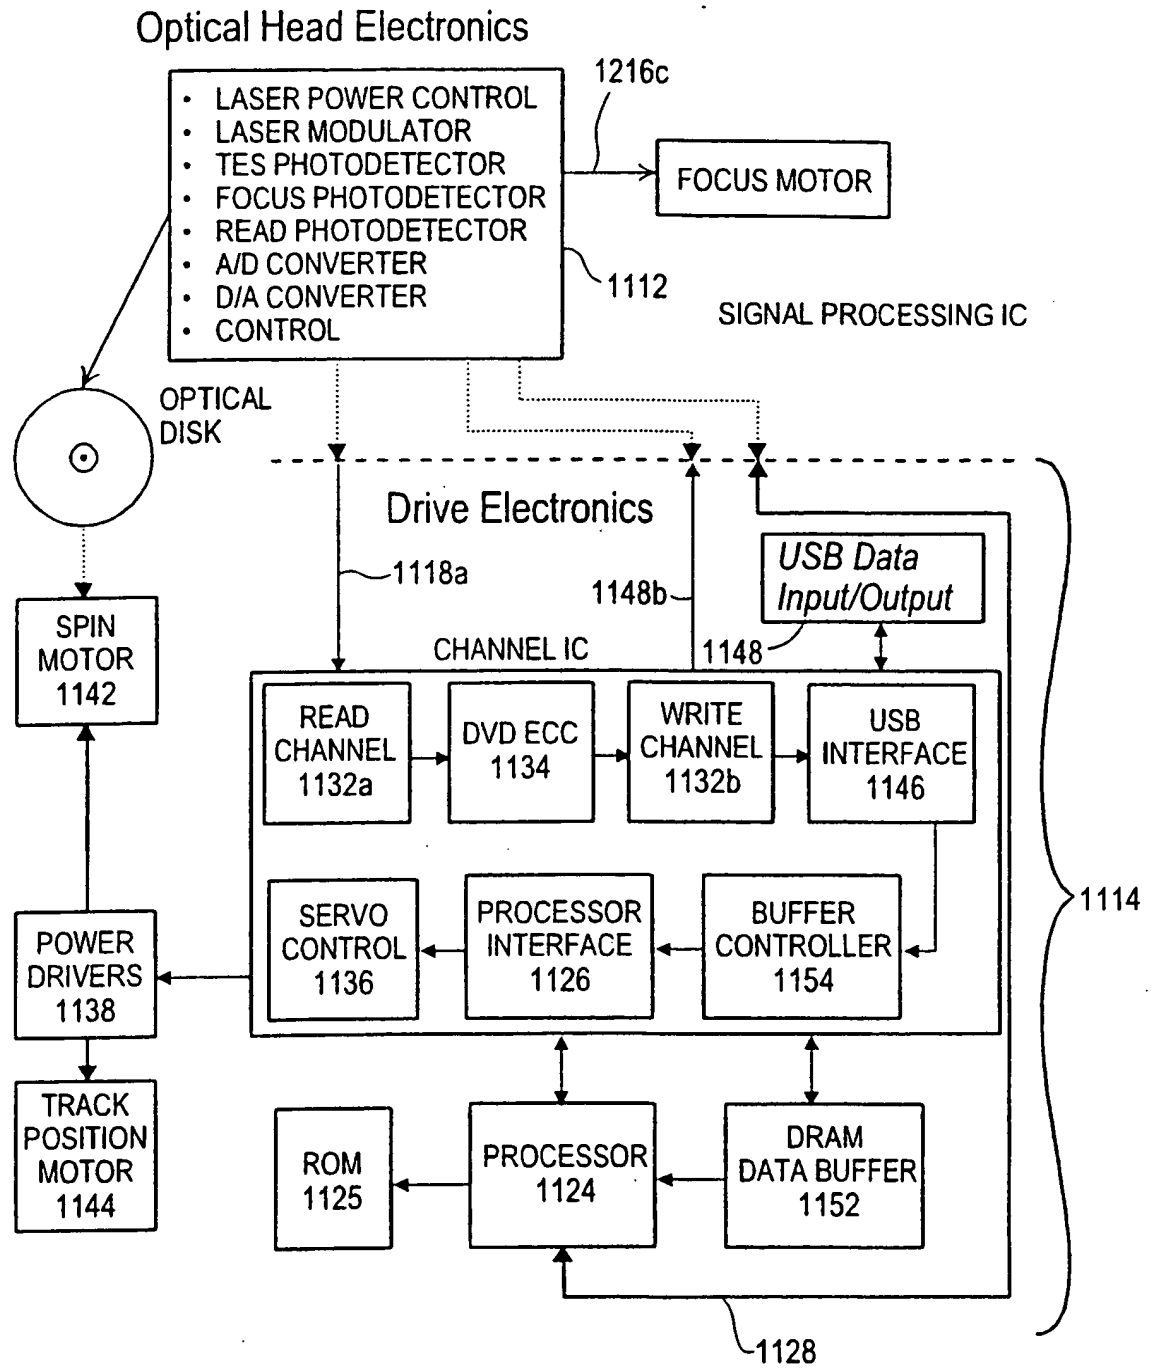 Optical Head Electronics
1216c
• LASER POWER CONTROL
• LASER MODULATOR
• TES PHOTODETECTOR
• FOCUS PHOTODETECTOR
• READ PHOTODETECTOR
• A/D CONVERTER
• D/A CONVERTER
• CONTROL
FOCUS MOTOR
1112
SIGNAL PROCESSING IC
OPTICAL
DISK
Drive Electronics
1118a
1148b
USB Data
Input/Output
1148
CHANNEL IC
SPIN
MOTOR
1142
READ
CHANNEL
1132a
DVD ECC
1134
WRITE
CHANNEL
1132b
USB
INTERFACE
1146
1114
POWER
DRIVERS
1138
SERVO
CONTROL
1136
PROCESSOR
INTERFACE
1126
BUFFER
CONTROLLER
1154
TRACK
POSITION
MOTOR
1144
ROM
1125
PROCESSOR
1124
DRAM
DATA BUFFER
1152
1128